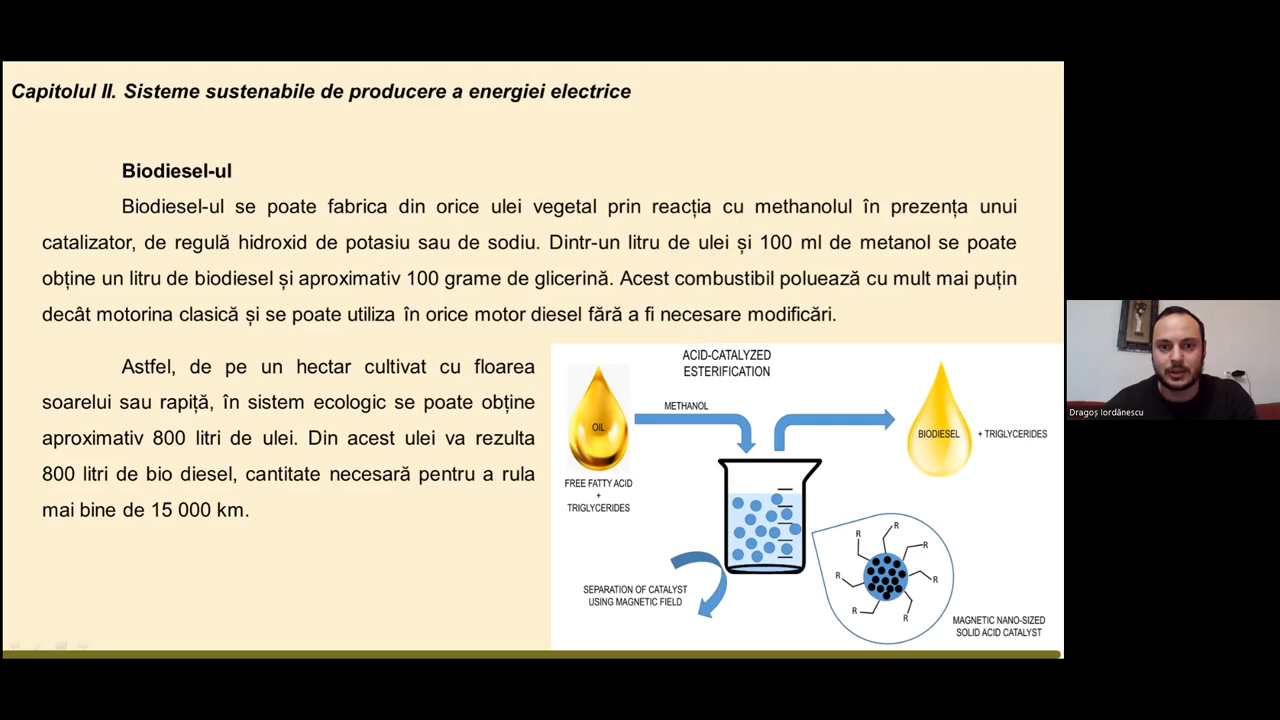 Capitolul II. Sisteme sustenabile de producere a energiei electrice
Biodiesel-ul
Biodiesel-ul se poate fabrica din orice ulei vegetal prin reacția cu methanolul în prezența unui
catalizator, de regulă hidroxid de potasiu sau de sodiu. Dintr-un litru de ulei și 100 ml de metanol se poate
obține un litru de biodiesel și aproximativ 100 grame de glicerină. Acest combustibil poluează cu mult mai puțin
decât motorina clasică și se poate utiliza în orice motor diesel fără a fi necesare modificări.
Astfel, de pe un hectar cultivat cu floarea
soarelui sau rapiță, în sistem ecologic se poate obține
aproximativ 800 litri de ulei. Din acest ulei va rezulta
800 litri de bio diesel, cantitate necesară pentru a rula
mai bine de 15 000 km.
ACID-CATALYZED
ESTERIFICATION
METHANOL
OIL
FREE FATTY ACID
+
TRIGLYCERIDES
BIODIESEL
+ TRIGLYCERIDES
SEPARATION OF CATALYST
USING MAGNETIC FIELD
R
R
R
R
R
R
R
MAGNETIC NANO-SIZED
SOLID ACID CATALYST
Dragoș Iordănescu